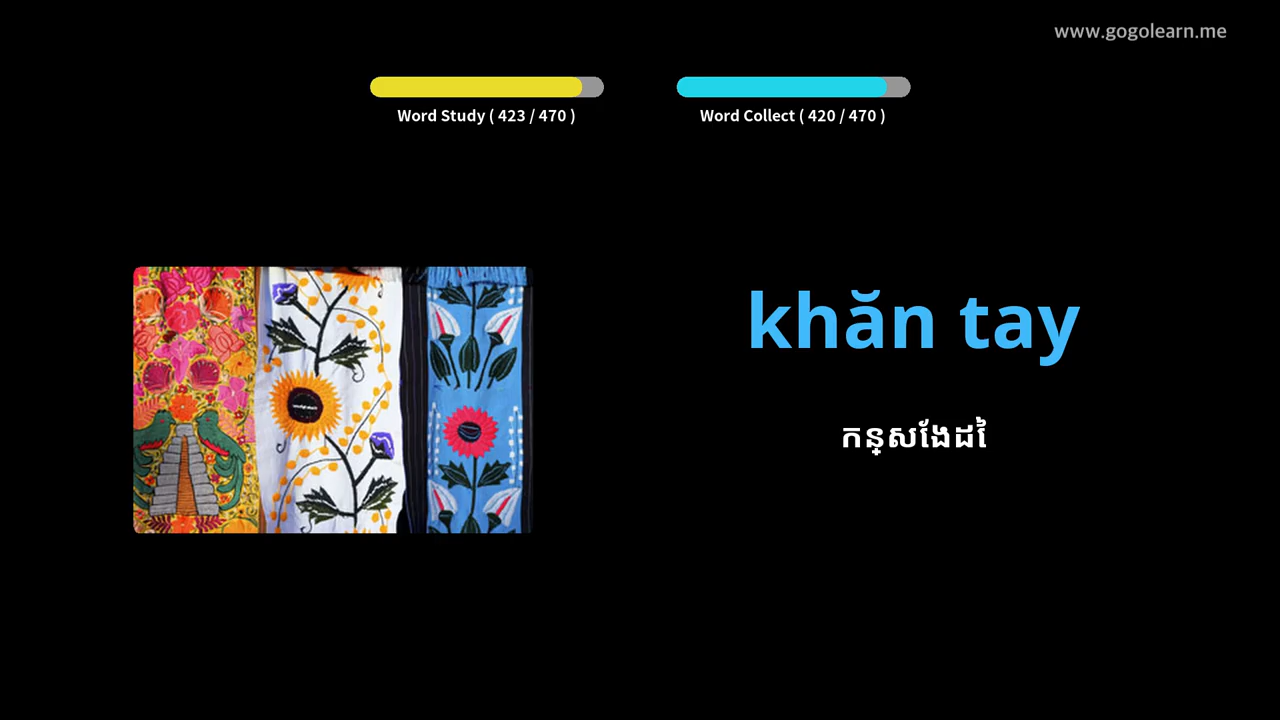 www.gogolearn.me
Word Study ( 423 / 470 )
Word Collect ( 420 / 470 )
khăn tay
កន្សែងដៃ